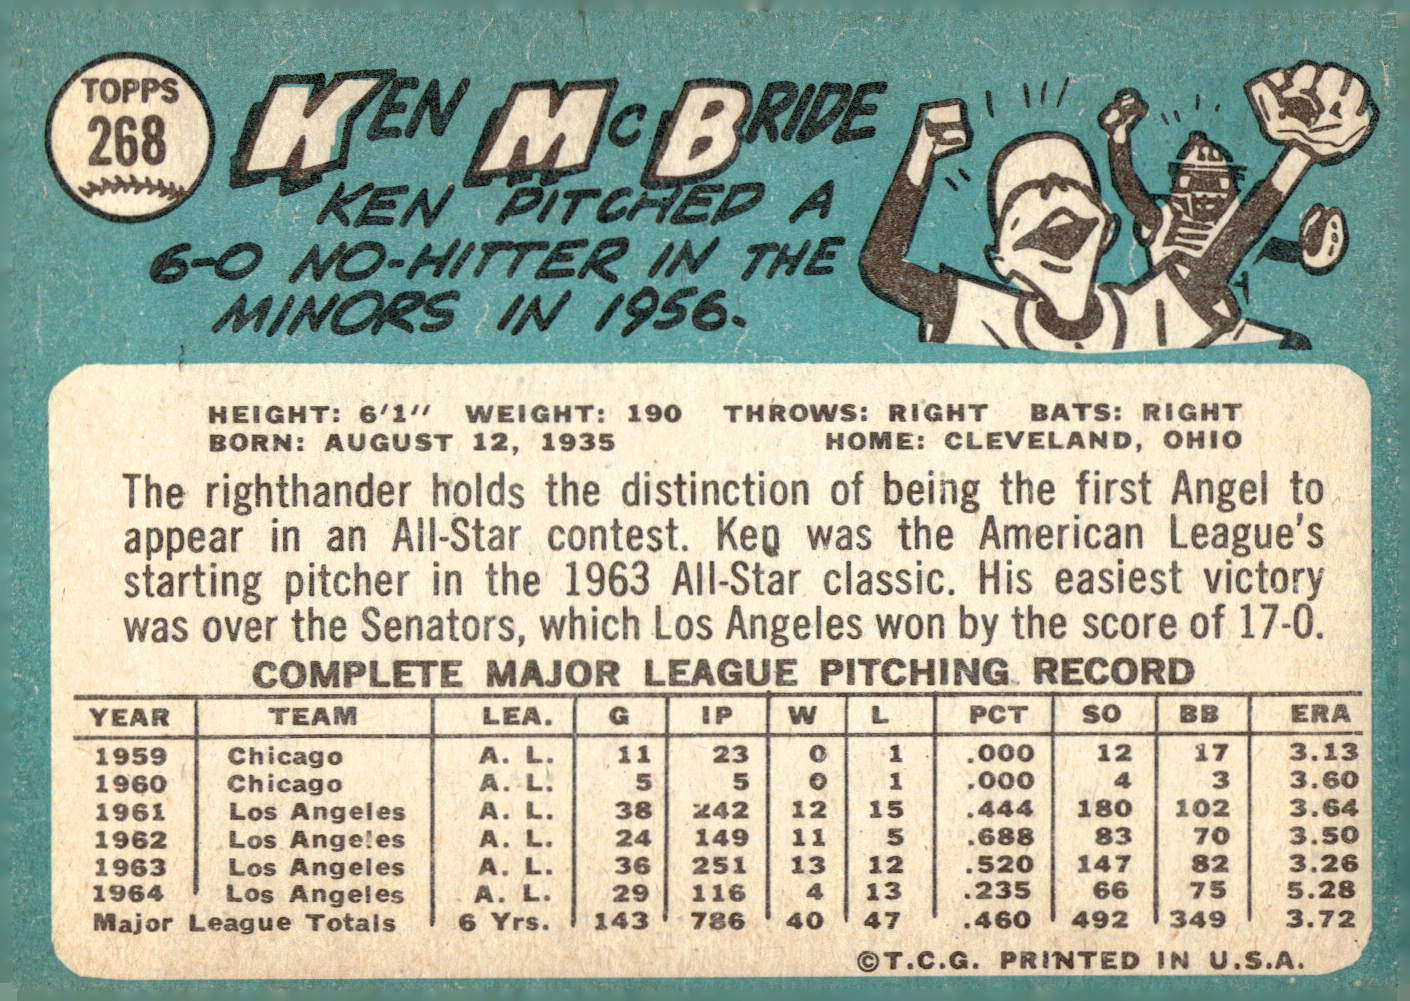 TOPPS
268
KEN McBRIDE
KEN PITCHED A
6-0 NO-HITTER IN THE
MINORS IN 1956.
HEIGHT: 6'1" WEIGHT: 190 THROWS: RIGHT BATS: RIGHT
BORN: AUGUST 12, 1935 HOME: CLEVELAND, OHIO
The righthander holds the distinction of being the first Angel to
appear in an All-Star contest. Ken was the American League's
starting pitcher in the 1963 All-Star classic. His easiest victory
was over the Senators, which Los Angeles won by the score of 17-0.
COMPLETE MAJOR LEAGUE PITCHING RECORD
YEAR TEAM LEA. G IP W L PCT SO BB ERA
1959 Chicago A. L. 11 23 0 1 .000 12 17 3.13
1960 Chicago A. L. 5 5 0 1 .000 4 3 3.60
1961 Los Angeles A. L. 38 242 12 15 .444 180 102 3.64
1962 Los Angeles A. L. 24 149 11 5 .688 83 70 3.50
1963 Los Angeles A. L. 36 251 13 12 .520 147 82 3.26
1964 Los Angeles A. L. 29 116 4 13 .235 66 75 5.28
Major League Totals 6 Yrs. 143 786 40 47 .460 492 349 3.72
©T.C.G. PRINTED IN U.S.A.